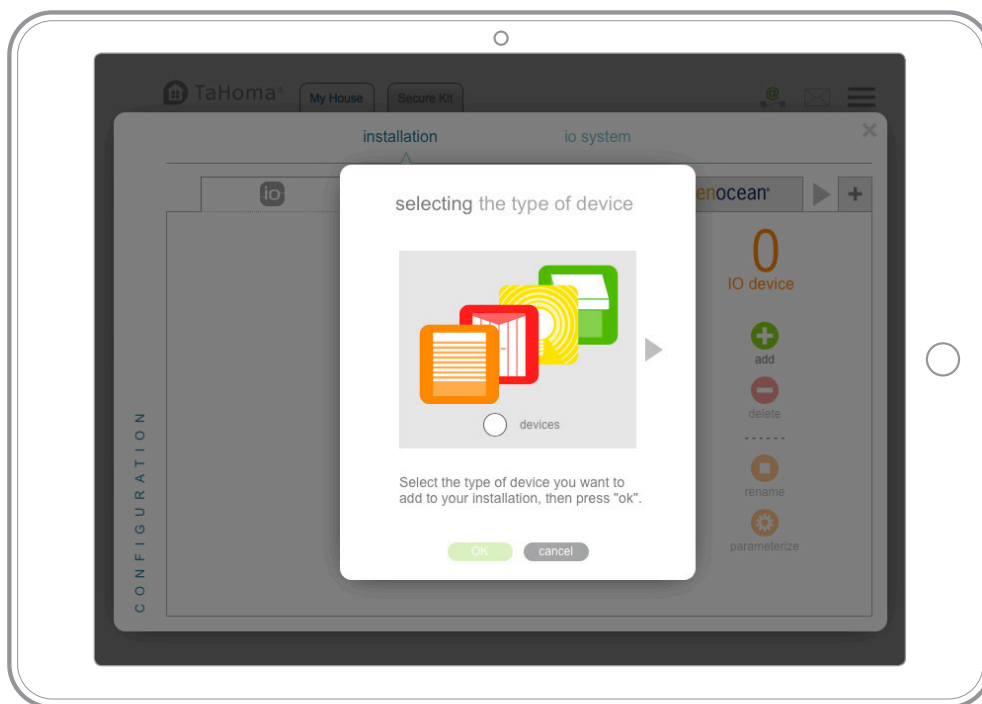 TaHoma®
My House
Secure Kit
@
installation
io system
×
io
enocean®
+
selecting the type of device
0
IO device
add
delete
rename
parameterize
devices
Select the type of device you want to
add to your installation, then press "ok".
OK
cancel
CONFIGURATION